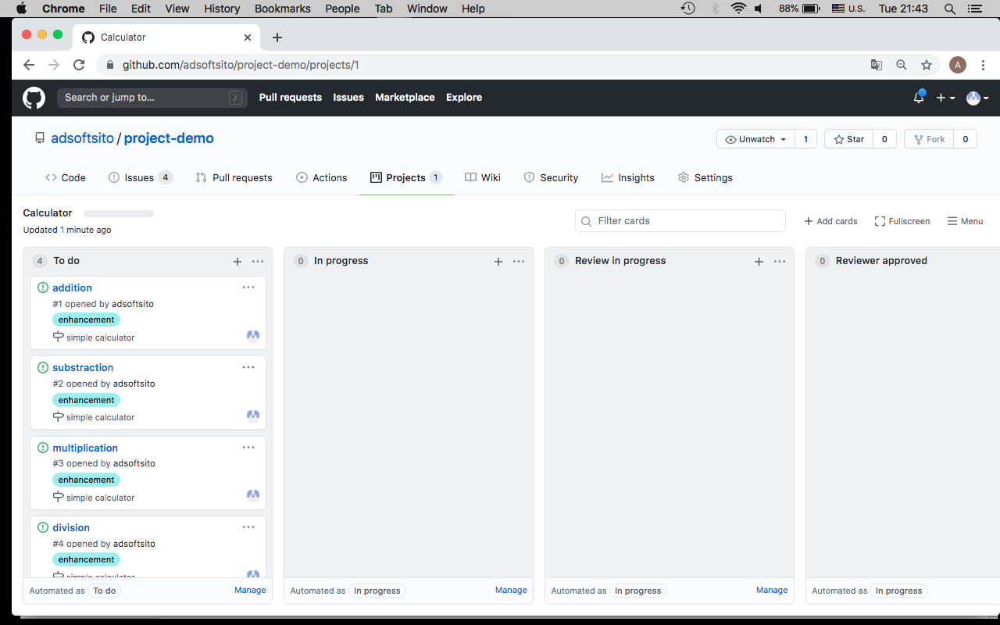 Chrome File Edit View History Bookmarks People Tab Window Help 88% U.S. Tue 21:43
Calculator
github.com/adsoftsito/project-demo/projects/1 A
Search or jump to... / Pull requests Issues Marketplace Explore
adsoftsito / project-demo Unwatch 1 Star 0 Fork 0
Code Issues 4 Pull requests Actions Projects 1 Wiki Security Insights Settings
Calculator
Updated 1 minute ago
Filter cards Add cards Fullscreen Menu
4 To do
addition
#1 opened by adsoftsito
enhancement
simple calculator
substraction
#2 opened by adsoftsito
enhancement
simple calculator
multiplication
#3 opened by adsoftsito
enhancement
simple calculator
division
#4 opened by adsoftsito
enhancement
simple calculator
Automated as To do Manage
0 In progress
Automated as In progress Manage
0 Review in progress
Automated as In progress Manage
0 Reviewer approved
Automated as In progress